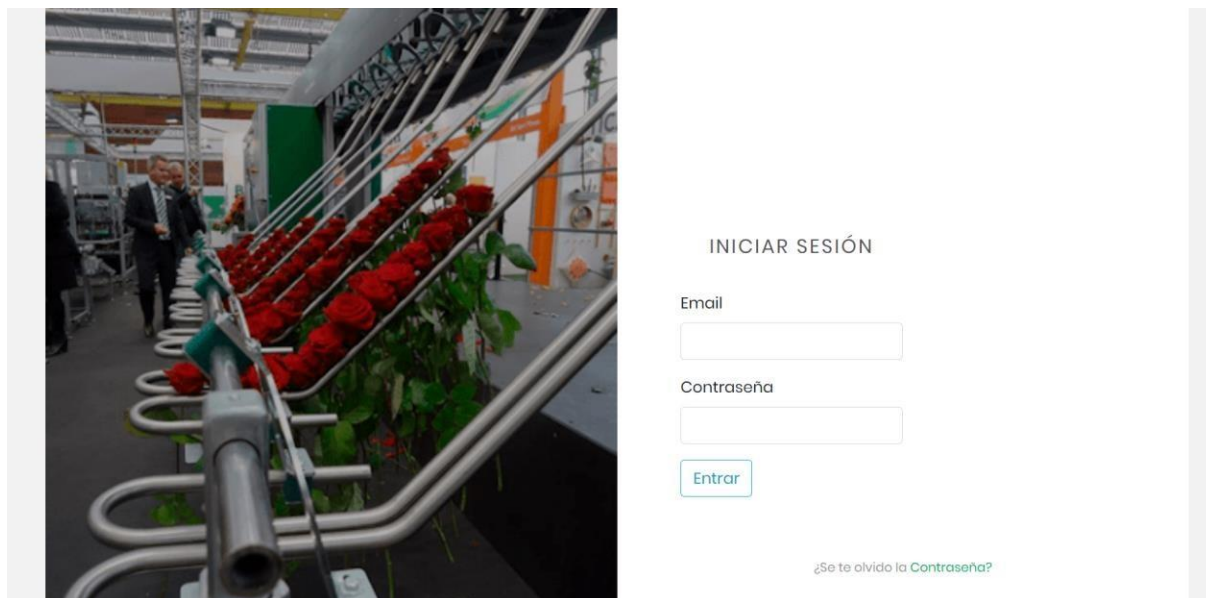 INICIAR SESIÓN
Email
Contraseña
Entrar
¿Se te olvido la Contraseña?